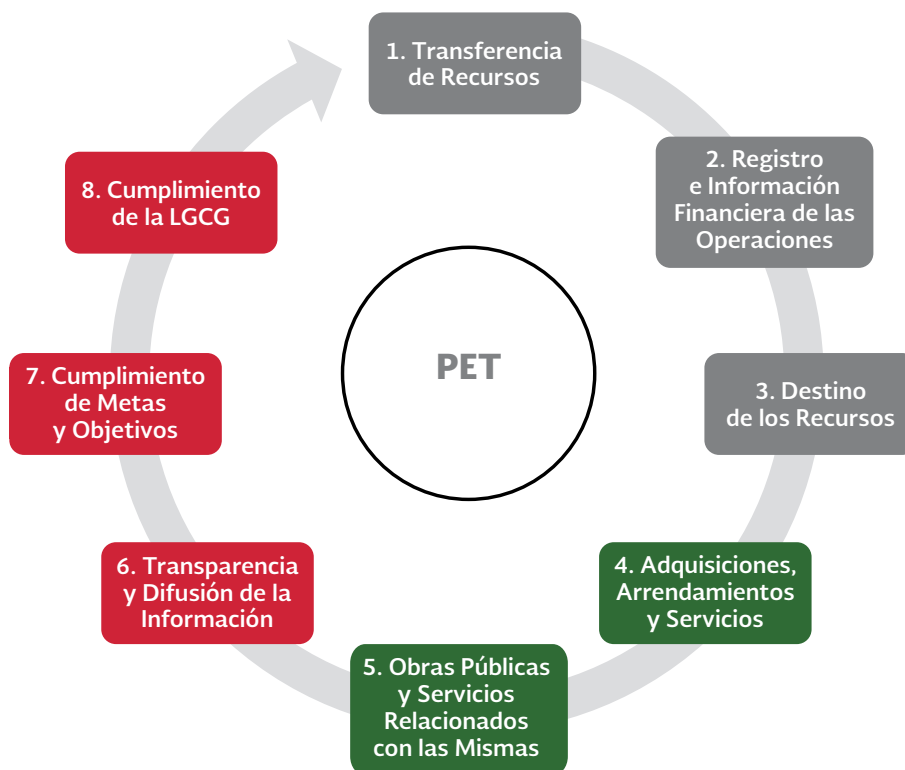 1. Transferencia
de Recursos
2. Registro
e Información
Financiera de las
Operaciones
3. Destino
de los Recursos
4. Adquisiciones,
Arrendamientos
y Servicios
5. Obras Públicas
y Servicios
Relacionados
con las Mismas
6. Transparencia
y Difusión de la
Información
7. Cumplimiento
de Metas
y Objetivos
8. Cumplimiento
de la LGCG
PET